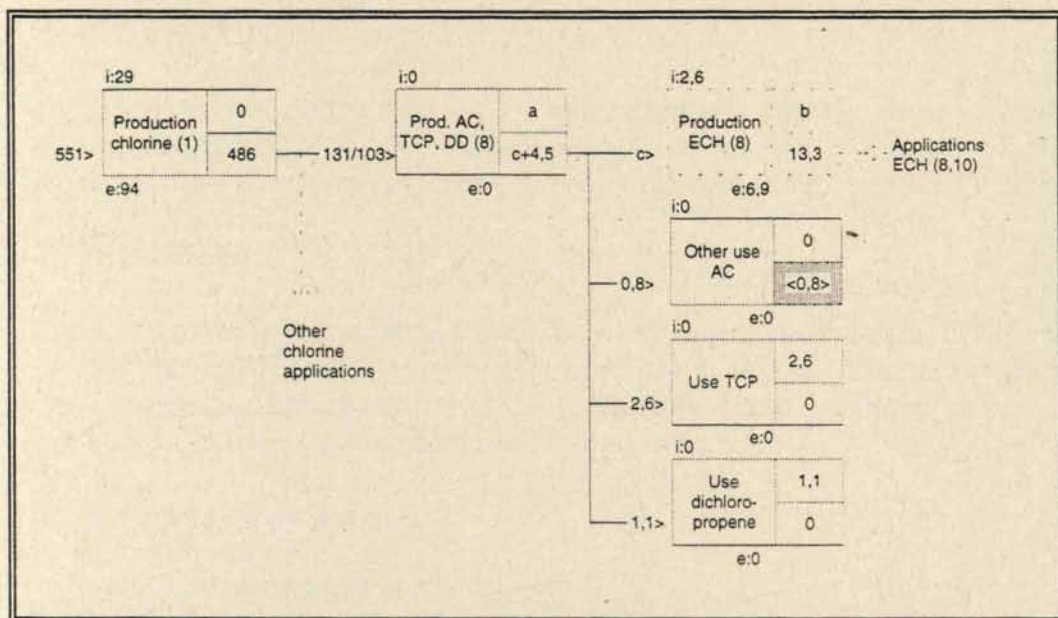 i:29
551>
Production
chlorine (1)
0
486
e:94
131/103>
i:0
Prod. AC,
TCP, DD (8)
a
c+4,5
e:0
c>
i:2,6
Production
ECH (8)
b
13,3
e:6,9
Applications
ECH (8,10)
0,8>
i:0
Other use
AC
0
<0,8>
e:0
Other
chlorine
applications
2,6>
i:0
Use TCP
2,6
0
e:0
1,1>
i:0
Use
dichloro-
propene
1,1
0
e:0